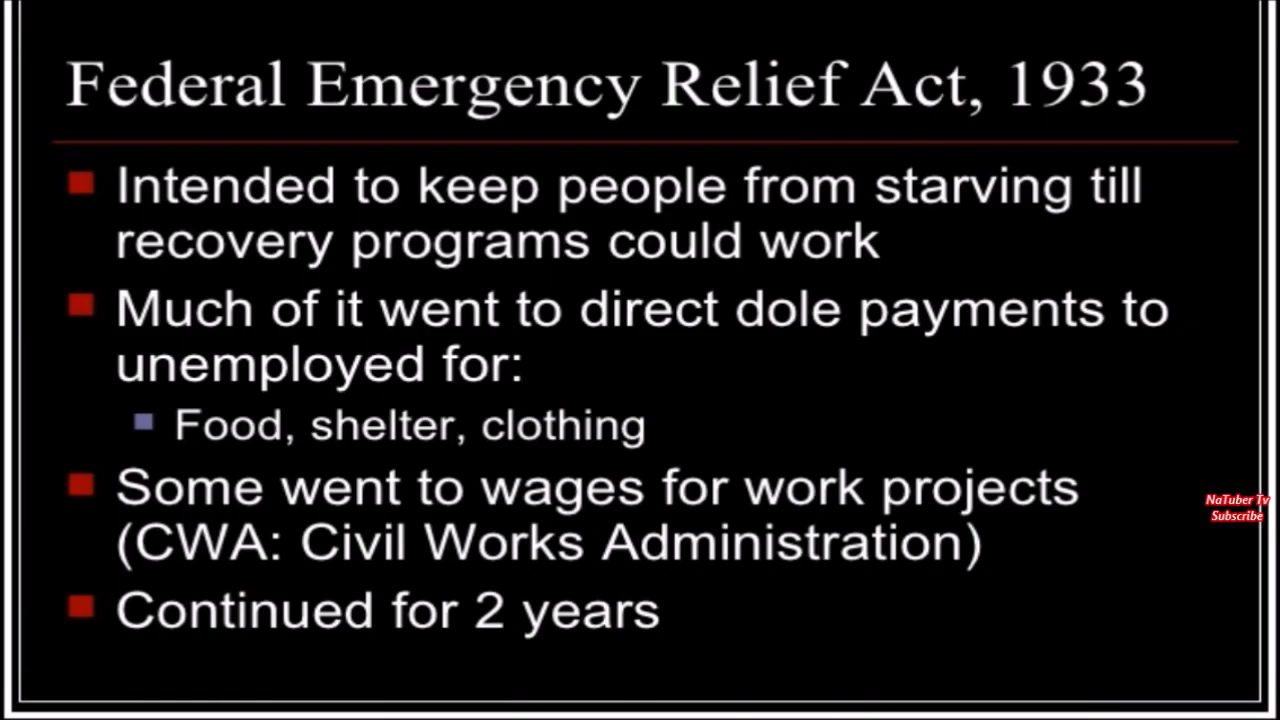 Federal Emergency Relief Act, 1933
Intended to keep people from starving till
recovery programs could work
Much of it went to direct dole payments to
unemployed for:
Food, shelter, clothing
Some went to wages for work projects
(CWA: Civil Works Administration)
Continued for 2 years
NaTuber Tv
Subscribe